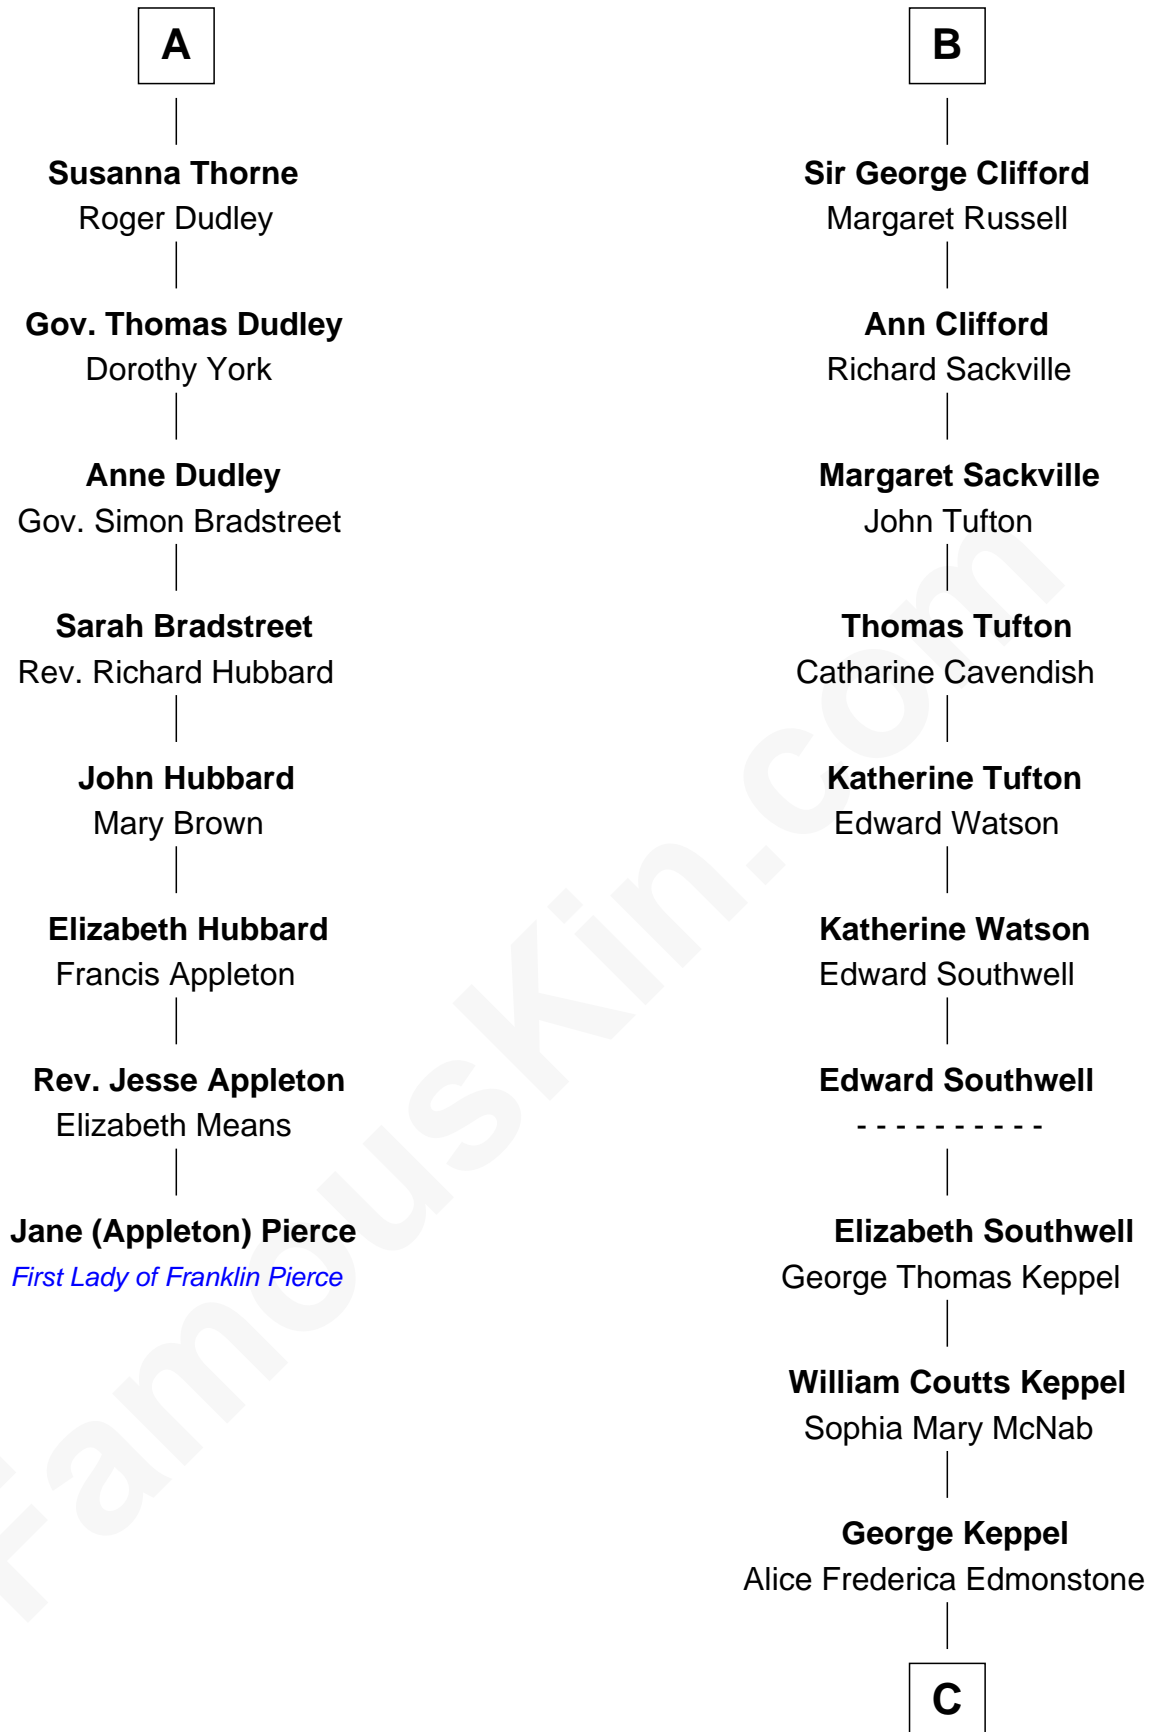 A
Susanna Thorne
Roger Dudley
Gov. Thomas Dudley
Dorothy York
Anne Dudley
Gov. Simon Bradstreet
Sarah Bradstreet
Rev. Richard Hubbard
John Hubbard
Mary Brown
Elizabeth Hubbard
Francis Appleton
Rev. Jesse Appleton
Elizabeth Means
Jane (Appleton) Pierce
First Lady of Franklin Pierce
B
Sir George Clifford
Margaret Russell
Ann Clifford
Richard Sackville
Margaret Sackville
John Tufton
Thomas Tufton
Catharine Cavendish
Katherine Tufton
Edward Watson
Katherine Watson
Edward Southwell
Edward Southwell
- - - - - - - - - -
Elizabeth Southwell
George Thomas Keppel
William Coutts Keppel
Sophia Mary McNab
George Keppel
Alice Frederica Edmonstone
C
FamousKin.com